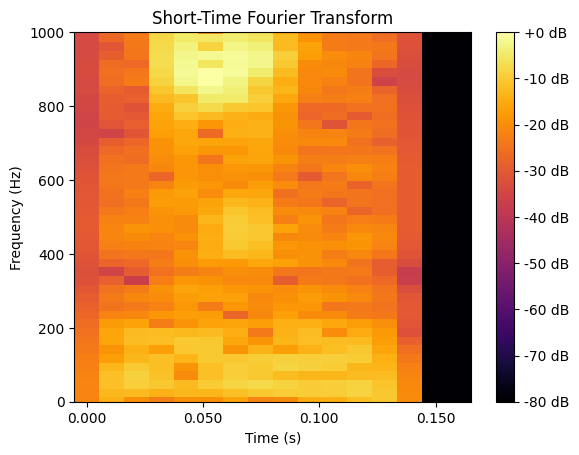 Short-Time Fourier Transform
1000
800
600
400
200
0
Frequency (Hz)
0.000
0.050
0.100
0.150
Time (s)
+0 dB
-10 dB
-20 dB
-30 dB
-40 dB
-50 dB
-60 dB
-70 dB
-80 dB